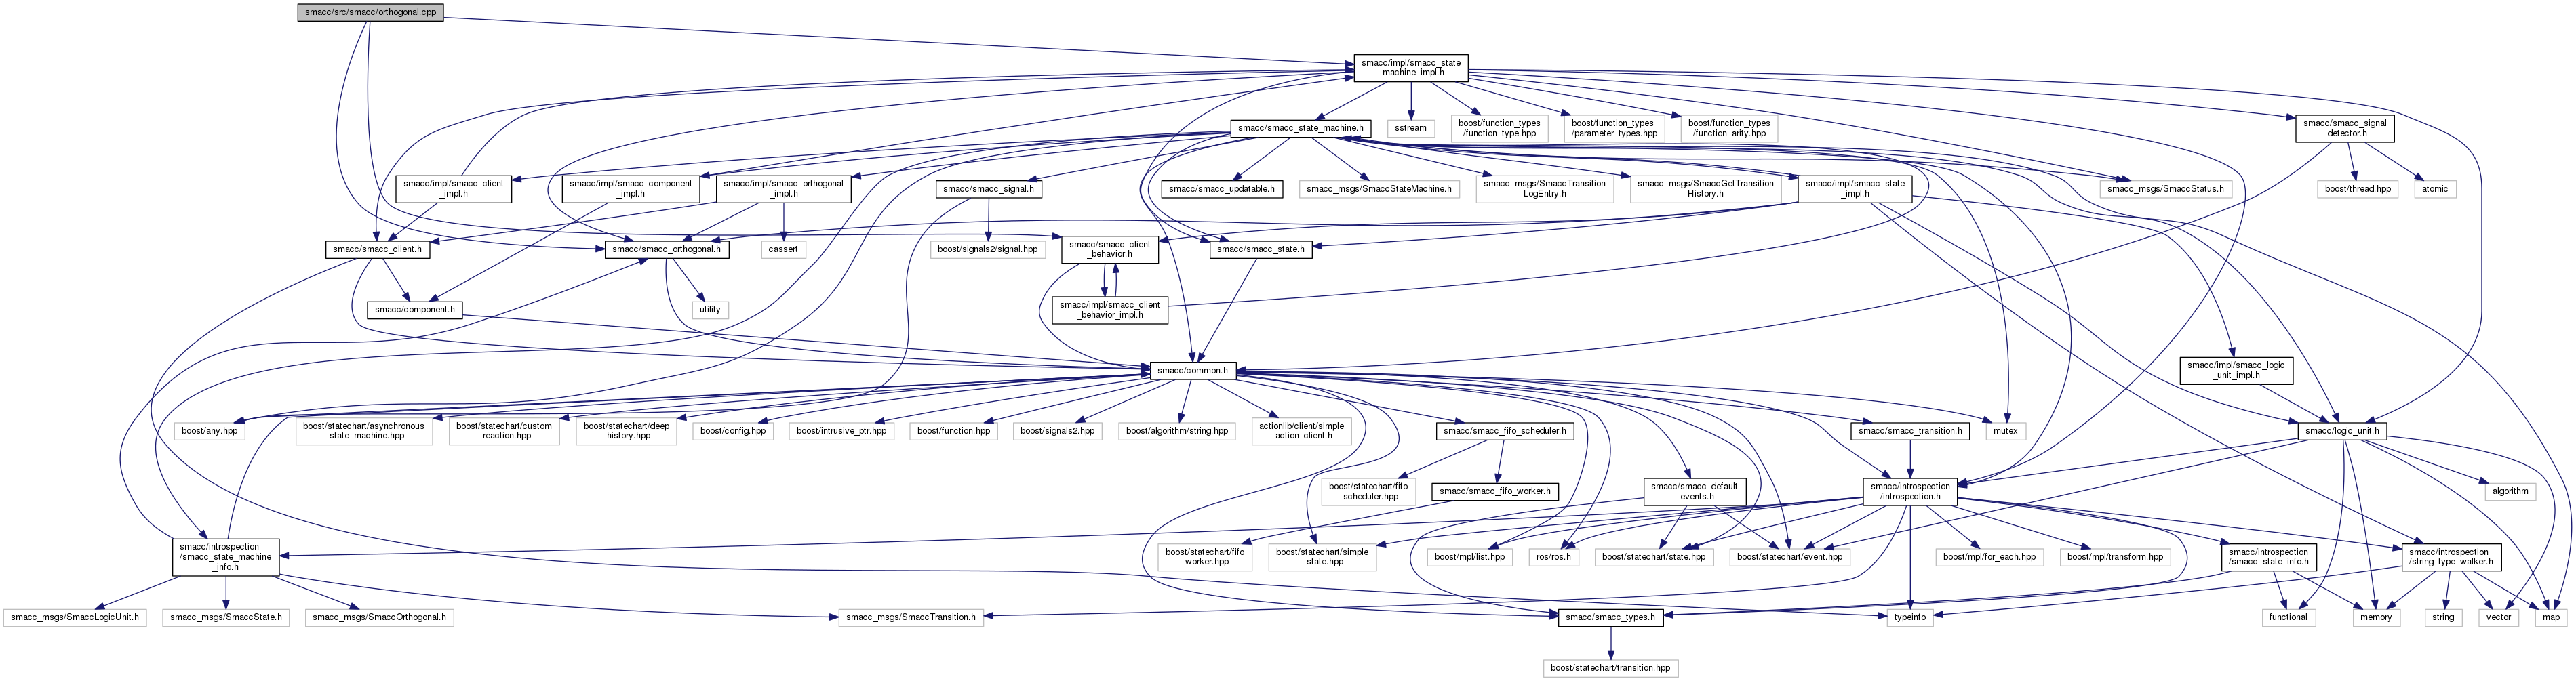 smacc/src/smacc/orthogonal.cpp
smacc/impl/smacc_state
_machine_impl.h
smacc/smacc_state_machine.h
sstream
boost/function_types
/function_type.hpp
boost/function_types
/parameter_types.hpp
boost/function_types
/function_arity.hpp
smacc/smacc_signal
_detector.h
smacc/impl/smacc_client
_impl.h
smacc/impl/smacc_component
_impl.h
smacc/impl/smacc_orthogonal
_impl.h
smacc/smacc_signal.h
smacc/smacc_updatable.h
smacc_msgs/SmaccStateMachine.h
smacc_msgs/SmaccTransition
LogEntry.h
smacc_msgs/SmaccGetTransition
History.h
smacc/impl/smacc_state
_impl.h
smacc_msgs/SmaccStatus.h
boost/thread.hpp
atomic
smacc/smacc_client.h
smacc/smacc_orthogonal.h
cassert
boost/signals2/signal.hpp
smacc/smacc_client
_behavior.h
smacc/smacc_state.h
smacc/component.h
utility
smacc/impl/smacc_client
_behavior_impl.h
smacc/common.h
smacc/impl/smacc_logic
_unit_impl.h
boost/any.hpp
boost/statechart/asynchronous
_state_machine.hpp
boost/statechart/custom
_reaction.hpp
boost/statechart/deep
_history.hpp
boost/config.hpp
boost/intrusive_ptr.hpp
boost/function.hpp
boost/signals2.hpp
boost/algorithm/string.hpp
actionlib/client/simple
_action_client.h
smacc/smacc_fifo_scheduler.h
smacc/smacc_transition.h
mutex
smacc/logic_unit.h
boost/statechart/fifo
_scheduler.hpp
smacc/smacc_fifo_worker.h
smacc/smacc_default
_events.h
smacc/introspection
/introspection.h
algorithm
smacc/introspection
/smacc_state_machine
_info.h
boost/statechart/fifo
_worker.hpp
boost/statechart/simple
_state.hpp
boost/mpl/list.hpp
ros/ros.h
boost/statechart/state.hpp
boost/statechart/event.hpp
boost/mpl/for_each.hpp
boost/mpl/transform.hpp
smacc/introspection
/smacc_state_info.h
smacc/introspection
/string_type_walker.h
smacc_msgs/SmaccLogicUnit.h
smacc_msgs/SmaccState.h
smacc_msgs/SmaccOrthogonal.h
smacc_msgs/SmaccTransition.h
smacc/smacc_types.h
typeinfo
functional
memory
string
vector
map
boost/statechart/transition.hpp